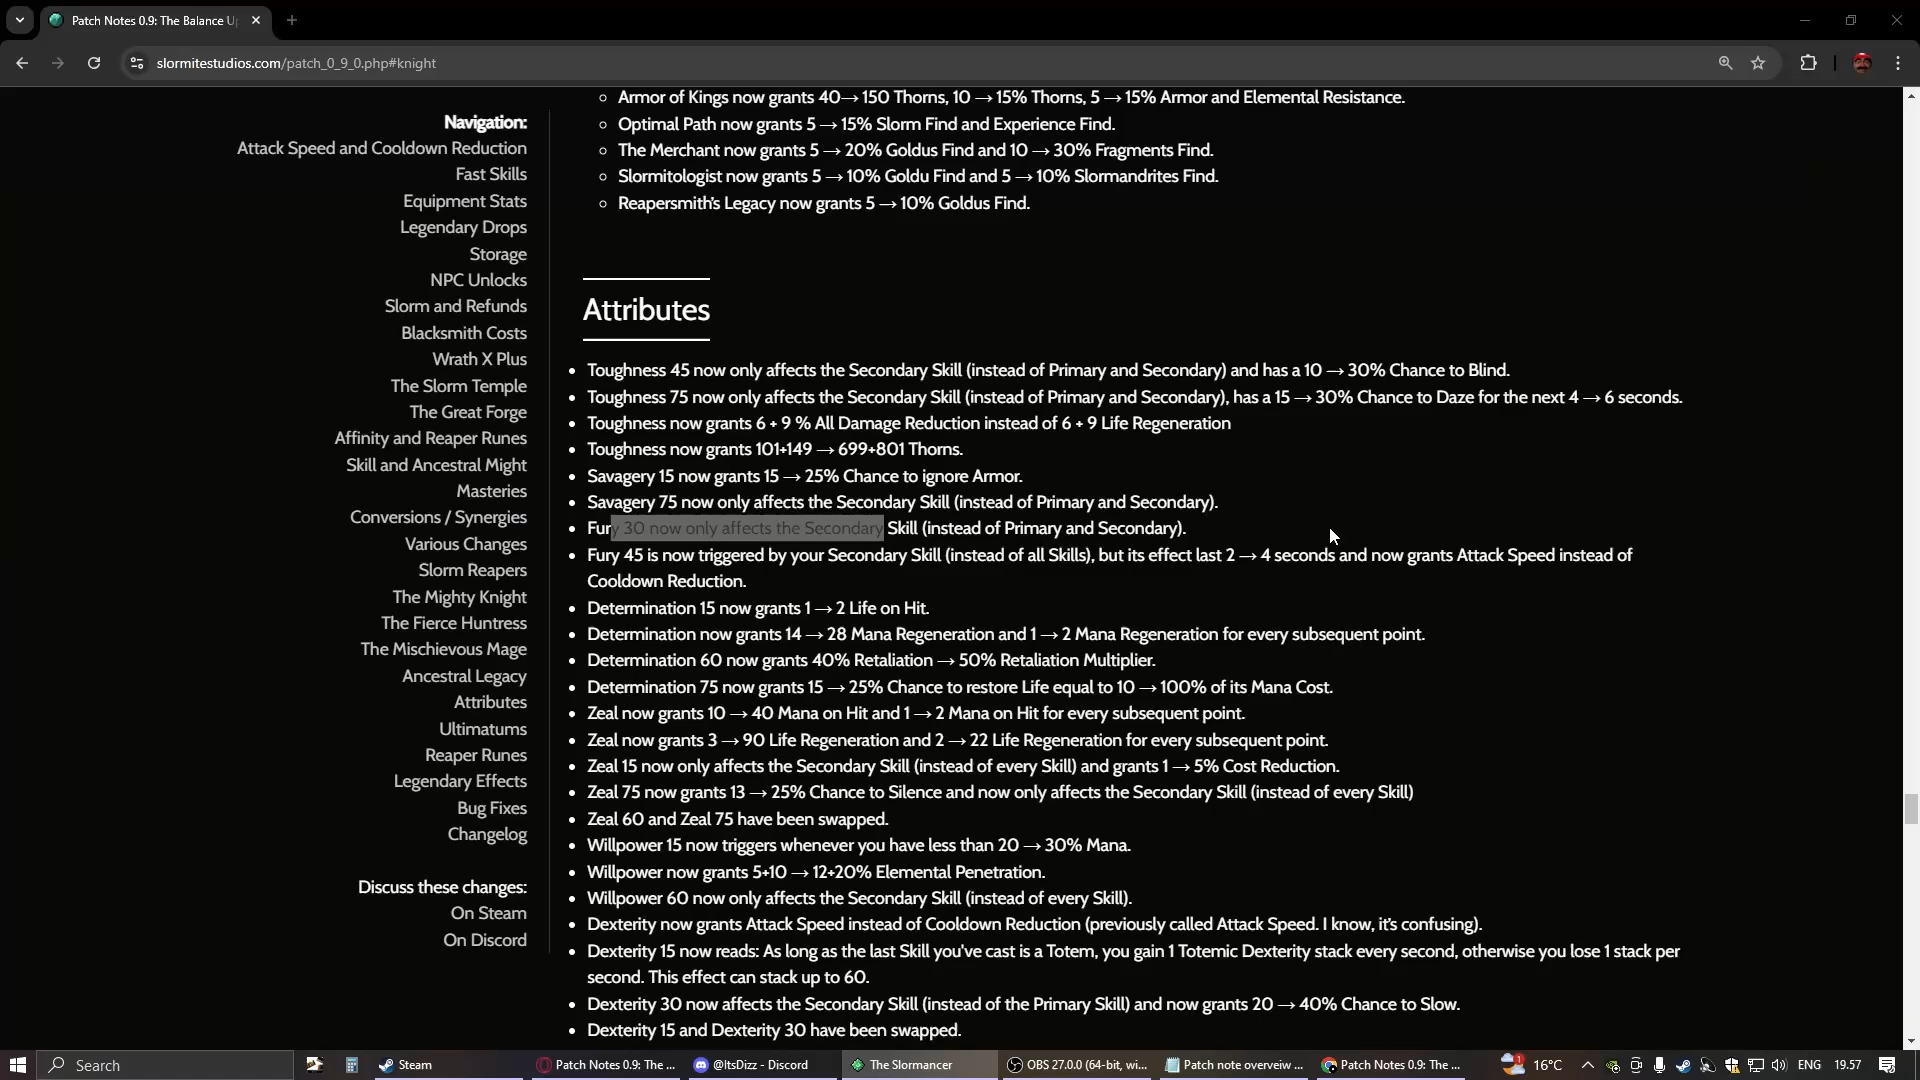 Patch Notes 0.9: The Balance U
slormitestudios.com/patch_0_9_0.php#knight
Navigation:
Attack Speed and Cooldown Reduction
Fast Skills
Equipment Stats
Legendary Drops
Storage
NPC Unlocks
Slorm and Refunds
Blacksmith Costs
Wrath X Plus
The Slorm Temple
The Great Forge
Affinity and Reaper Runes
Skill and Ancestral Might
Masteries
Conversions / Synergies
Various Changes
Slorm Reapers
The Mighty Knight
The Fierce Huntress
The Mischievous Mage
Ancestral Legacy
Attributes
Ultimatums
Reaper Runes
Legendary Effects
Bug Fixes
Changelog
Discuss these changes:
On Steam
On Discord
Armor of Kings now grants 40→ 150 Thorns, 10 → 15% Thorns, 5 → 15% Armor and Elemental Resistance.
Optimal Path now grants 5 → 15% Slorm Find and Experience Find.
The Merchant now grants 5 → 20% Goldus Find and 10 → 30% Fragments Find.
Slormitologist now grants 5 → 10% Goldu Find and 5 → 10% Slormandrites Find.
Reapersmith's Legacy now grants 5 → 10% Goldus Find.
Attributes
Toughness 45 now only affects the Secondary Skill (instead of Primary and Secondary) and has a 10 → 30% Chance to Blind.
Toughness 75 now only affects the Secondary Skill (instead of Primary and Secondary), has a 15 → 30% Chance to Daze for the next 4 → 6 seconds.
Toughness now grants 6 + 9 % All Damage Reduction instead of 6 + 9 Life Regeneration
Toughness now grants 101+149 → 699+801 Thorns.
Savagery 15 now grants 15 → 25% Chance to ignore Armor.
Savagery 75 now only affects the Secondary Skill (instead of Primary and Secondary).
Fury 30 now only affects the Secondary Skill (instead of Primary and Secondary).
Fury 45 is now triggered by your Secondary Skill (instead of all Skills), but its effect last 2 → 4 seconds and now grants Attack Speed instead of
Cooldown Reduction.
Determination 15 now grants 1 → 2 Life on Hit.
Determination now grants 14 → 28 Mana Regeneration and 1 → 2 Mana Regeneration for every subsequent point.
Determination 60 now grants 40% Retaliation → 50% Retaliation Multiplier.
Determination 75 now grants 15 → 25% Chance to restore Life equal to 10 → 100% of its Mana Cost.
Zeal now grants 10 → 40 Mana on Hit and 1 → 2 Mana on Hit for every subsequent point.
Zeal now grants 3 → 90 Life Regeneration and 2 → 22 Life Regeneration for every subsequent point.
Zeal 15 now only affects the Secondary Skill (instead of every Skill) and grants 1 → 5% Cost Reduction.
Zeal 75 now grants 13 → 25% Chance to Silence and now only affects the Secondary Skill (instead of every Skill)
Zeal 60 and Zeal 75 have been swapped.
Willpower 15 now triggers whenever you have less than 20 → 30% Mana.
Willpower now grants 5+10 → 12+20% Elemental Penetration.
Willpower 60 now only affects the Secondary Skill (instead of every Skill).
Dexterity now grants Attack Speed instead of Cooldown Reduction (previously called Attack Speed. I know, it's confusing).
Dexterity 15 now reads: As long as the last Skill you've cast is a Totem, you gain 1 Totemic Dexterity stack every second, otherwise you lose 1 stack per
second. This effect can stack up to 60.
Dexterity 30 now affects the Secondary Skill (instead of the Primary Skill) and now grants 20 → 40% Chance to Slow.
Dexterity 15 and Dexterity 30 have been swapped.
Search
Steam
Patch Notes 0.9: The ...
@ItsDizz - Discord
The Slormancer
OBS 27.0.0 (64-bit, wi...
Patch note overveiw ...
Patch Notes 0.9: The ...
1
16°C
ENG
19.57